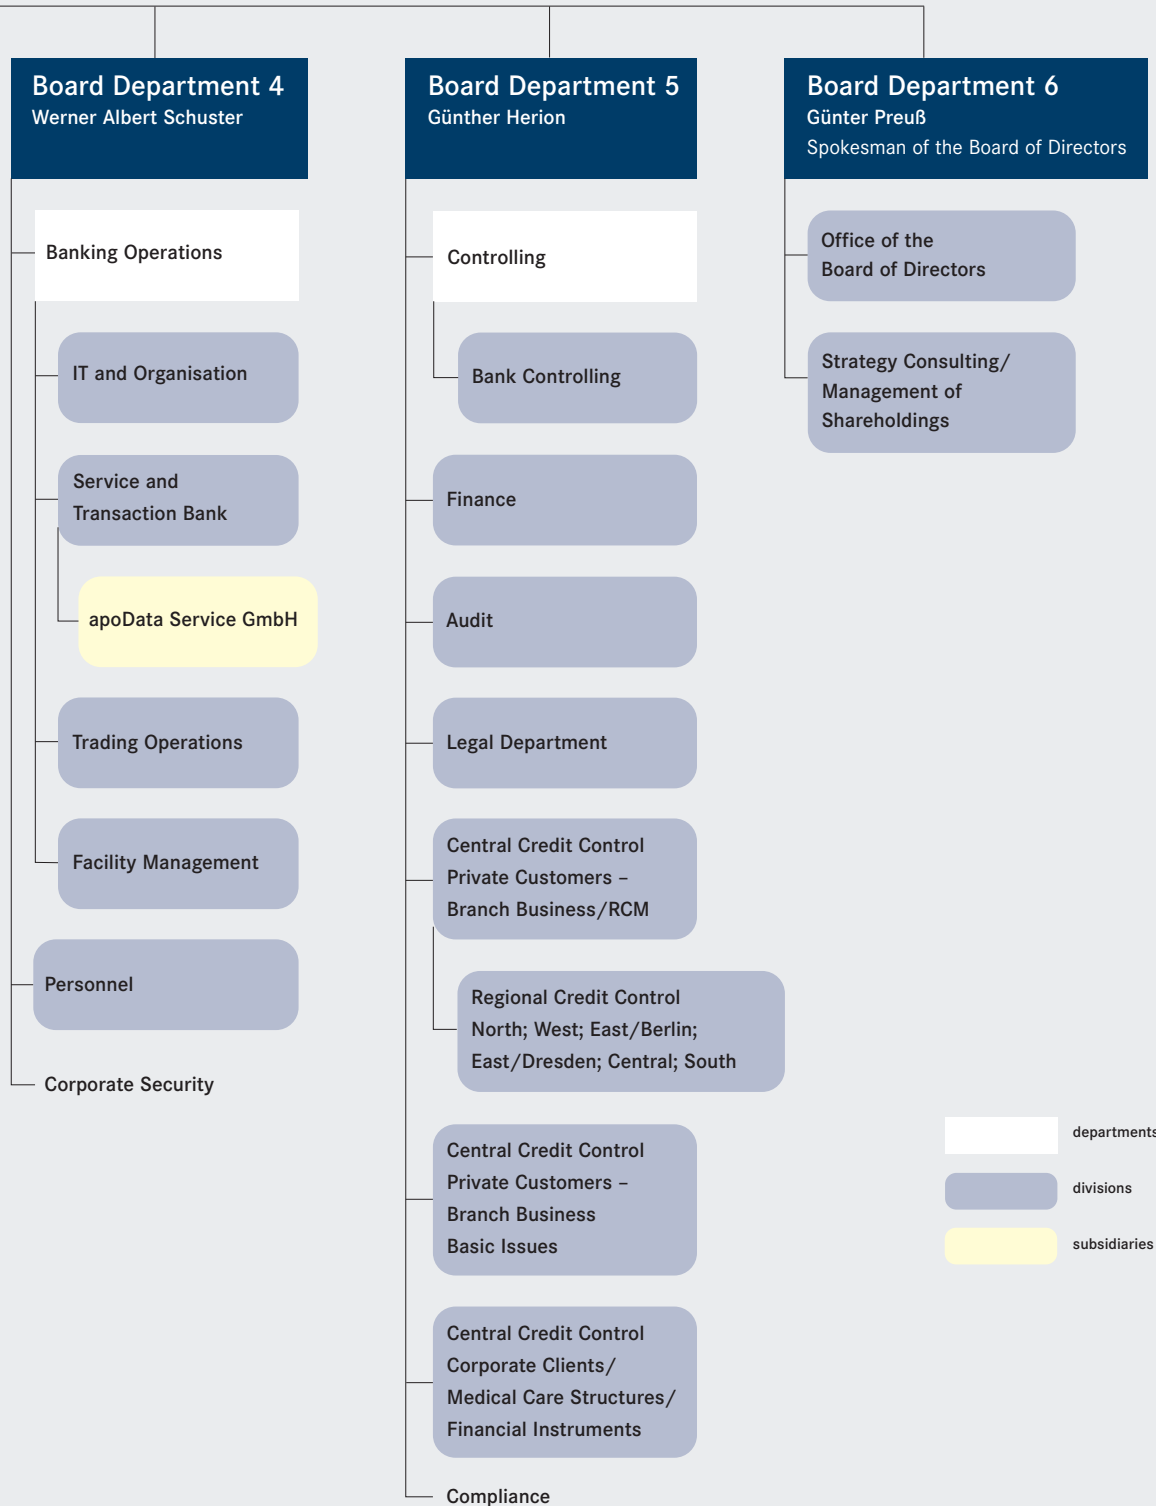 Board Department 4
Werner Albert Schuster
Banking Operations
IT and Organisation
Service and
Transaction Bank
apoData Service GmbH
Trading Operations
Facility Management
Personnel
Corporate Security
Board Department 5
Günther Herion
Controlling
Bank Controlling
Finance
Audit
Legal Department
Central Credit Control
Private Customers –
Branch Business/RCM
Regional Credit Control
North; West; East/Berlin;
East/Dresden; Central; South
Central Credit Control
Private Customers –
Branch Business
Basic Issues
Central Credit Control
Corporate Clients/
Medical Care Structures/
Financial Instruments
Compliance
Board Department 6
Günter Preuß
Spokesman of the Board of Directors
Office of the
Board of Directors
Strategy Consulting/
Management of
Shareholdings
departments
divisions
subsidiaries